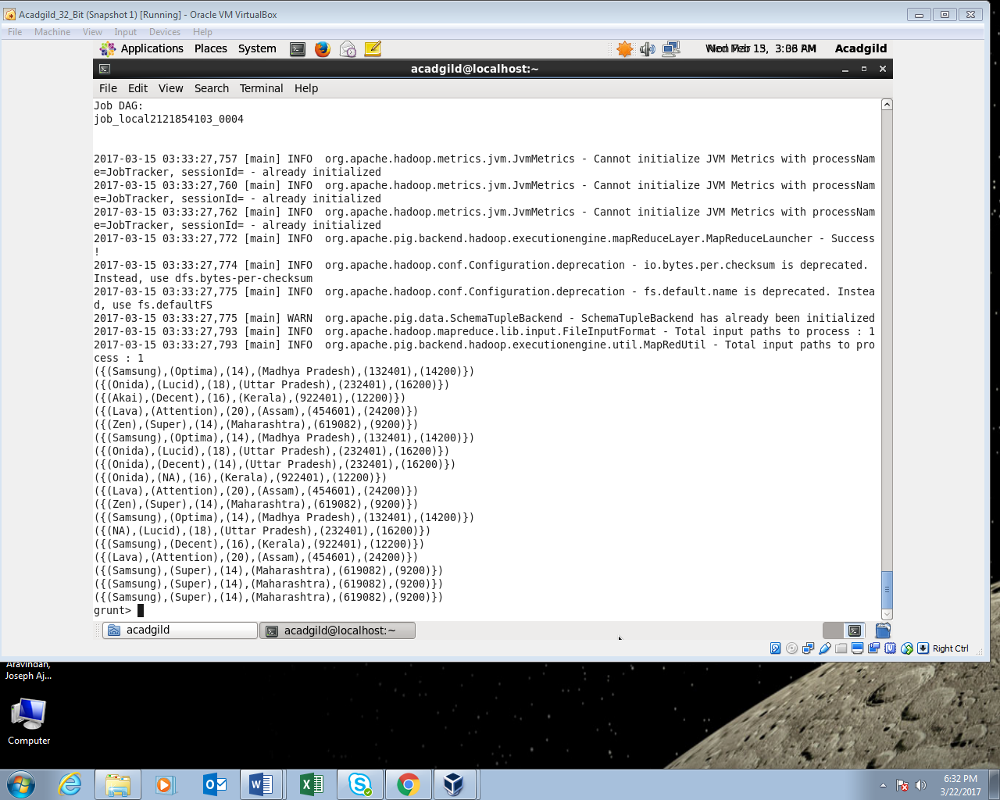 Acadgild_32_Bit (Snapshot 1) [Running] - Oracle VM VirtualBox
File Machine View Input Devices Help
Applications Places System
Acadgild
acadgild@localhost:~
File Edit View Search Terminal Help
Job DAG:
job_local2121854103_0004
2017-03-15 03:33:27,757 [main] INFO  org.apache.hadoop.metrics.jvm.JvmMetrics - Cannot initialize JVM Metrics with processNam
e=JobTracker, sessionId= - already initialized
2017-03-15 03:33:27,760 [main] INFO  org.apache.hadoop.metrics.jvm.JvmMetrics - Cannot initialize JVM Metrics with processNam
e=JobTracker, sessionId= - already initialized
2017-03-15 03:33:27,762 [main] INFO  org.apache.hadoop.metrics.jvm.JvmMetrics - Cannot initialize JVM Metrics with processNam
e=JobTracker, sessionId= - already initialized
2017-03-15 03:33:27,772 [main] INFO  org.apache.pig.backend.hadoop.executionengine.mapReduceLayer.MapReduceLauncher - Success
!
2017-03-15 03:33:27,774 [main] INFO  org.apache.hadoop.conf.Configuration.deprecation - io.bytes.per.checksum is deprecated.
Instead, use dfs.bytes-per-checksum
2017-03-15 03:33:27,775 [main] INFO  org.apache.hadoop.conf.Configuration.deprecation - fs.default.name is deprecated. Instea
d, use fs.defaultFS
2017-03-15 03:33:27,775 [main] WARN  org.apache.pig.data.SchemaTupleBackend - SchemaTupleBackend has already been initialized
2017-03-15 03:33:27,793 [main] INFO  org.apache.hadoop.mapreduce.lib.input.FileInputFormat - Total input paths to process : 1
2017-03-15 03:33:27,793 [main] INFO  org.apache.pig.backend.hadoop.executionengine.util.MapRedUtil - Total input paths to pro
cess : 1
({(Samsung),(Optima),(14),(Madhya Pradesh),(132401),(14200)})
({(Onida),(Lucid),(18),(Uttar Pradesh),(232401),(16200)})
({(Akai),(Decent),(16),(Kerala),(922401),(12200)})
({(Lava),(Attention),(20),(Assam),(454601),(24200)})
({(Zen),(Super),(14),(Maharashtra),(619082),(9200)})
({(Samsung),(Optima),(14),(Madhya Pradesh),(132401),(14200)})
({(Onida),(Lucid),(18),(Uttar Pradesh),(232401),(16200)})
({(Onida),(Decent),(14),(Uttar Pradesh),(232401),(16200)})
({(Onida),(NA),(16),(Kerala),(922401),(12200)})
({(Lava),(Attention),(20),(Assam),(454601),(24200)})
({(Zen),(Super),(14),(Maharashtra),(619082),(9200)})
({(Samsung),(Optima),(14),(Madhya Pradesh),(132401),(14200)})
({(NA),(Lucid),(18),(Uttar Pradesh),(232401),(16200)})
({(Samsung),(Decent),(16),(Kerala),(922401),(12200)})
({(Lava),(Attention),(20),(Assam),(454601),(24200)})
({(Samsung),(Super),(14),(Maharashtra),(619082),(9200)})
({(Samsung),(Super),(14),(Maharashtra),(619082),(9200)})
({(Samsung),(Super),(14),(Maharashtra),(619082),(9200)})
grunt>
acadgild
acadgild@localhost:~
Right Ctrl
Aravindan,
Joseph Aj...
Computer
6:32 PM
3/22/2017